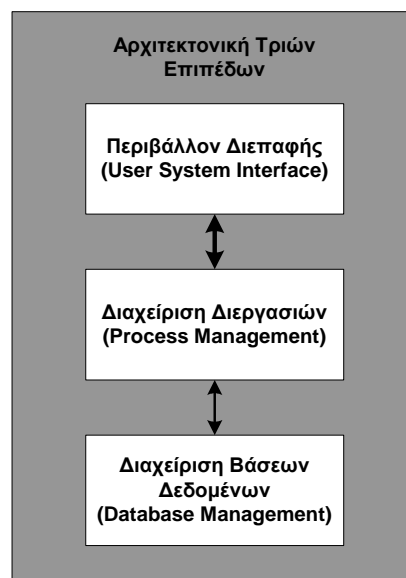 Αρχιτεκτονική Τριών
Επιπέδων
Περιβάλλον Διεπαφής
(User System Interface)
Διαχείριση Διεργασιών
(Process Management)
Διαχείριση Βάσεων
Δεδομένων
(Database Management)